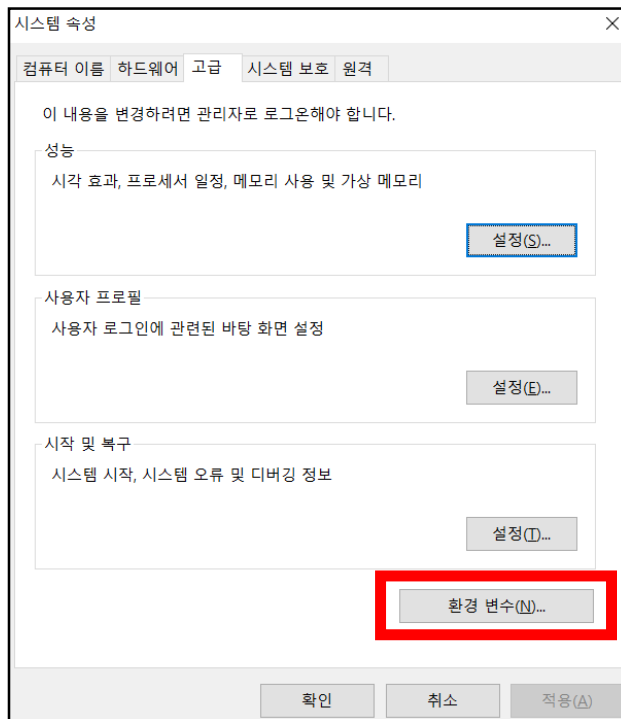 시스템 속성
컴퓨터 이름 하드웨어 고급 시스템 보호 원격
이 내용을 변경하려면 관리자로 로그온해야 합니다.
성능
시각 효과, 프로세서 일정, 메모리 사용 및 가상 메모리
설정(S)...
사용자 프로필
사용자 로그인에 관련된 바탕 화면 설정
설정(E)...
시작 및 복구
시스템 시작, 시스템 오류 및 디버깅 정보
설정(T)...
환경 변수(N)...
확인 취소 적용(A)